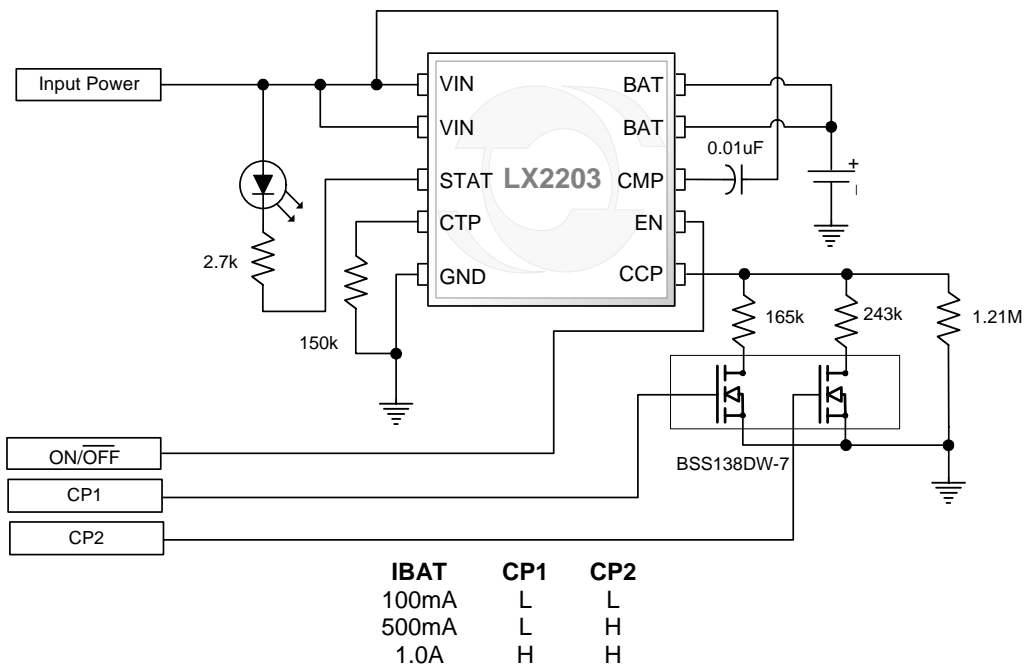 Input Power
VIN
BAT
VIN
BAT
0.01uF
+
STAT
LX2203
CMP
CTP
EN
2.7k
GND
CCP
150k
165k
243k
1.21M
BSS138DW-7
ON/OFF
CP1
CP2
IBAT CP1 CP2
100mA L L
500mA L H
1.0A H H